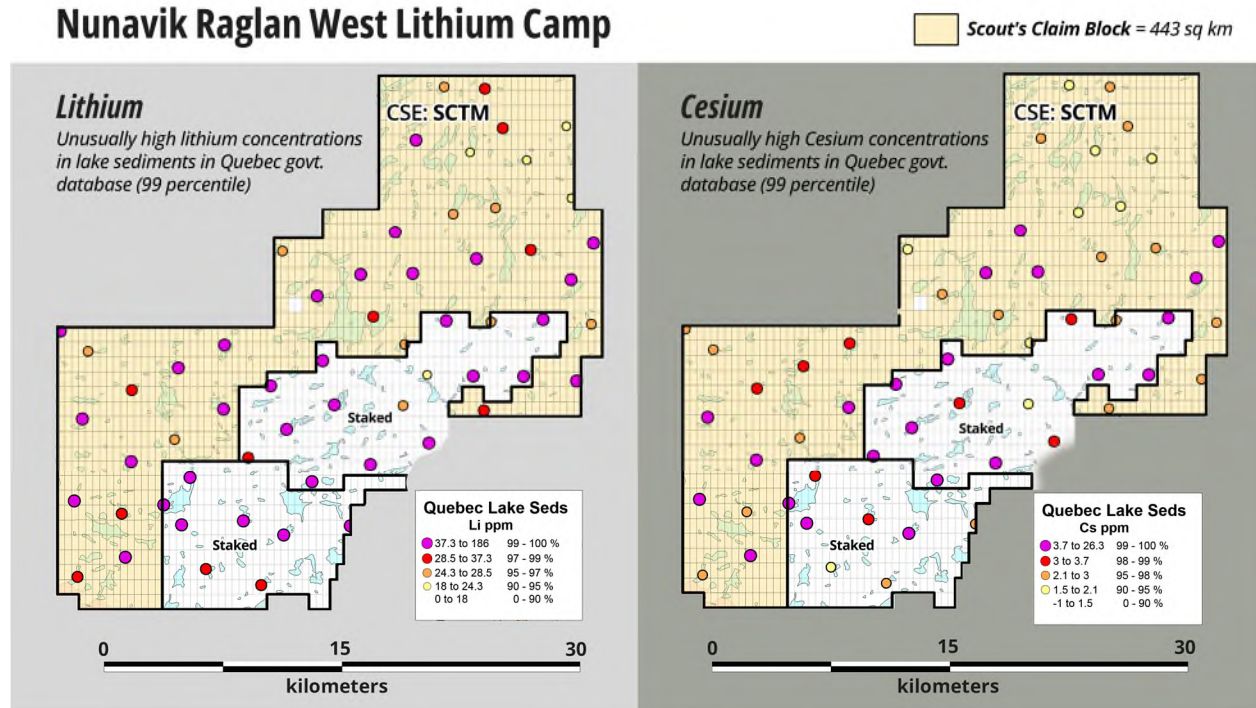 Nunavik Raglan West Lithium Camp
Scout's Claim Block = 443 sq km
Lithium
Unusually high lithium concentrations
in lake sediments in Quebec govt.
database (99 percentile)
CSE: SCTM
Staked
Staked
Quebec Lake Seds
Li ppm
37.3 to 186 99 - 100 %
28.5 to 37.3 97 - 99 %
24.3 to 28.5 95 - 97 %
18 to 24.3 90 - 95 %
0 to 18 0 - 90 %
0 15 30
kilometers
Cesium
Unusually high Cesium concentrations
in lake sediments in Quebec govt.
database (99 percentile)
CSE: SCTM
Staked
Staked
Quebec Lake Seds
Cs ppm
3.7 to 26.3 99 - 100 %
3 to 3.7 98 - 99 %
2.1 to 3 95 - 98 %
1.5 to 2.1 90 - 95 %
-1 to 1.5 0 - 90 %
0 15 30
kilometers